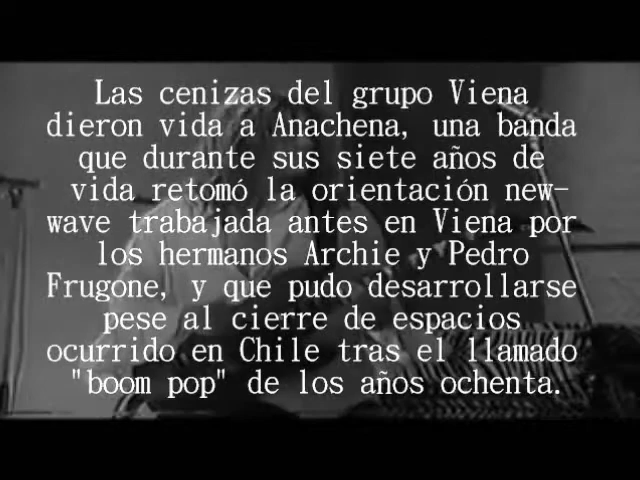 Las cenizas del grupo Viena
dieron vida a Anachena, una banda
que durante sus siete años de
vida retomó la orientación new-
wave trabajada antes en Viena por
los hermanos Archie y Pedro
Frugone, y que pudo desarrollarse
pese al cierre de espacios
ocurrido en Chile tras el llamado
"boom pop" de los años ochenta.